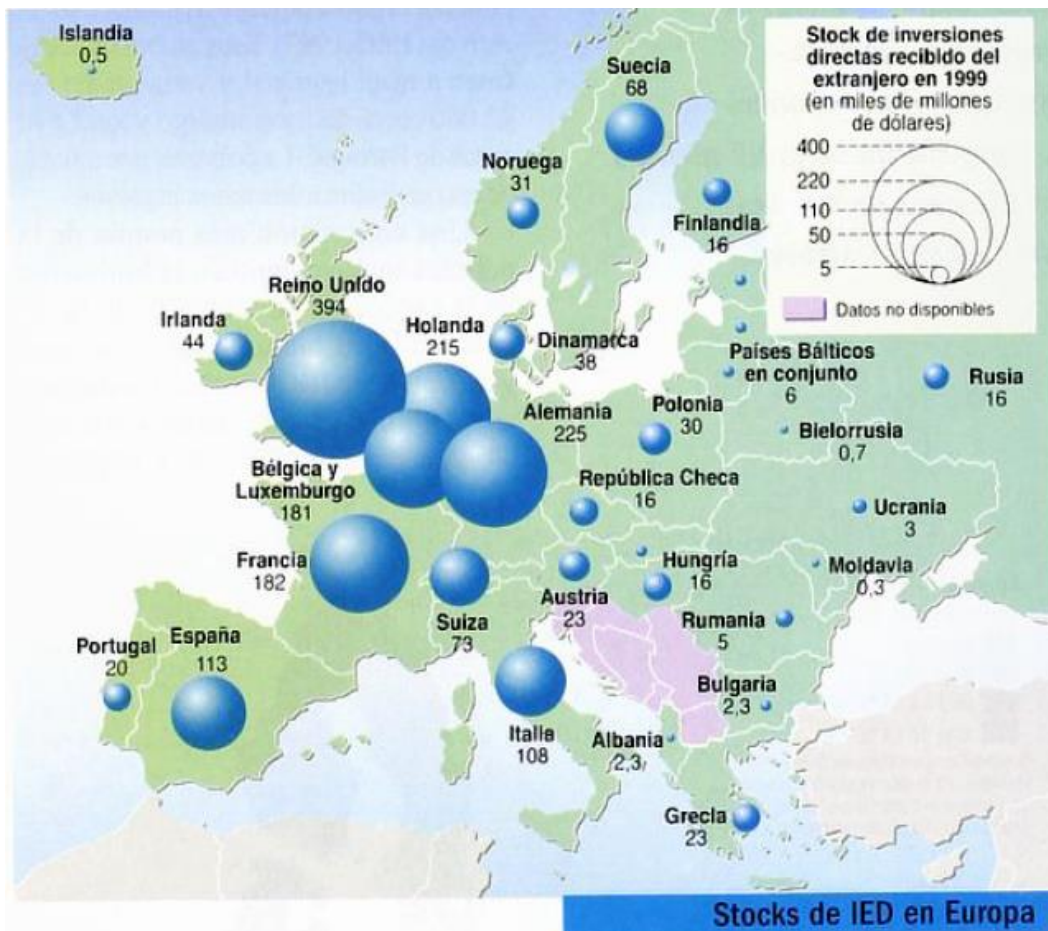 Islandia
0,5
Suecia
68
Noruega
31
Finlandia
16
Stock de inversiones
directas recibido del
extranjero en 1999
(en miles de millones
de dólares)
400
220
110
50
5
Datos no disponibles
Reino Unido
394
Irlanda
44
Holanda
215
Dinamarca
38
Países Bálticos
en conjunto
6
Rusia
16
Alemania
225
Polonia
30
Bielorrusia
0,7
Bélgica y
Luxemburgo
181
República Checa
16
Ucrania
3
Francia
182
Suiza
73
Austria
23
Hungría
16
Moldavia
0,3
Rumania
5
Portugal
20
España
113
Italia
108
Bulgaria
2,3
Albania
2,3
Grecia
23
Stocks de IED en Europa